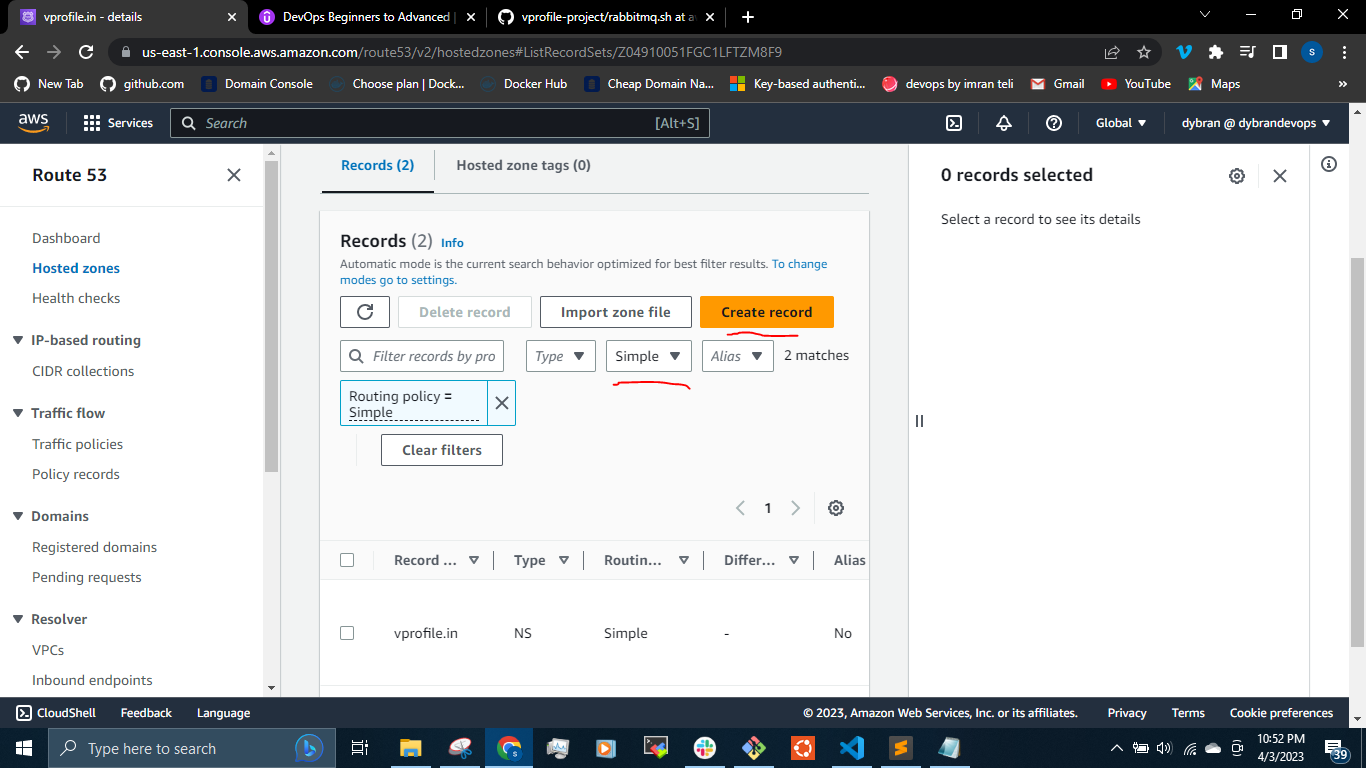 vprofile.in - details
DevOps Beginners to Advanced |
vprofile-project/rabbitmq.sh at aw
us-east-1.console.aws.amazon.com/route53/v2/hostedzones#ListRecordSets/Z04910051FGC1LFTZM8F9
S
New Tab
github.com
Domain Console
Choose plan | Dock...
Docker Hub
Cheap Domain Na...
Key-based authenti...
devops by imran teli
Gmail
YouTube
Maps
»
aws
Services
Search
[Alt+S]
Global
dybran @ dybrandevops
Route 53
Dashboard
Hosted zones
Health checks
IP-based routing
CIDR collections
Traffic flow
Traffic policies
Policy records
Domains
Registered domains
Pending requests
Resolver
VPCs
Inbound endpoints
Records (2)
Hosted zone tags (0)
Records (2) Info
Automatic mode is the current search behavior optimized for best filter results. To change
modes go to settings.
Delete record
Import zone file
Create record
Filter records by pro
Type
Simple
Alias
2 matches
Routing policy =
Simple
Clear filters
1
Record ...
Type
Routin...
Differ...
Alias
vprofile.in
NS
Simple
-
No
0 records selected
Select a record to see its details
CloudShell
Feedback
Language
© 2023, Amazon Web Services, Inc. or its affiliates.
Privacy
Terms
Cookie preferences
Type here to search
10:52 PM
4/3/2023
39